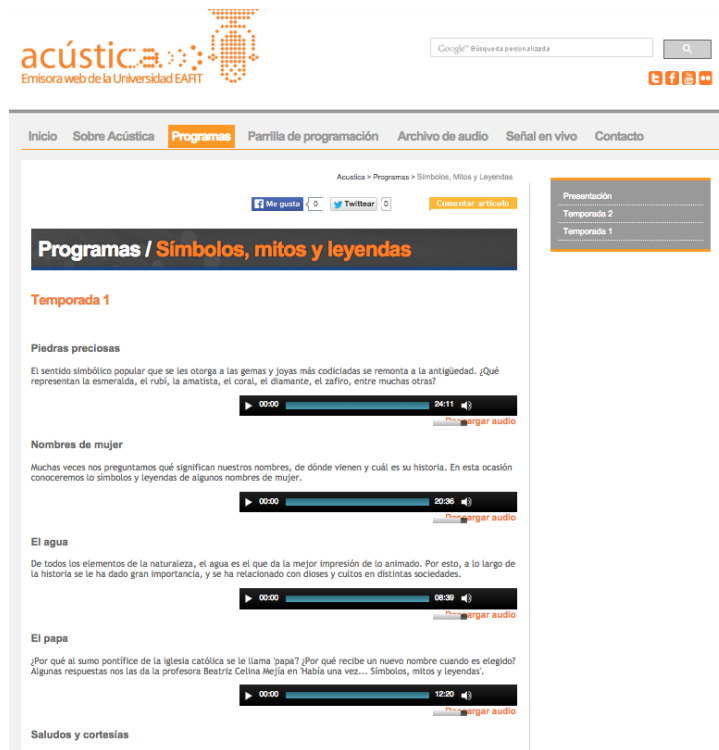 acústica
Emisora web de la Universidad EAFIT
Google™ Búsqueda personalizada
Inicio Sobre Acústica Programas Parrilla de programación Archivo de audio Señal en vivo Contacto
Acustica > Programas > Símbolos, Mitos y Leyendas
Me gusta 0 Twittear 0 Comentar artículo
Presentación
Temporada 2
Temporada 1
Programas / Símbolos, mitos y leyendas
Temporada 1
Piedras preciosas
El sentido simbólico popular que se les otorga a las gemas y joyas más codiciadas se remonta a la antigüedad. ¿Qué
representan la esmeralda, el rubí, la amatista, el coral, el diamante, el zafiro, entre muchas otras?
00:00 24:11
Descargar audio
Nombres de mujer
Muchas veces nos preguntamos qué significan nuestros nombres, de dónde vienen y cuál es su historia. En esta ocasión
conoceremos lo símbolos y leyendas de algunos nombres de mujer.
00:00 20:36
Descargar audio
El agua
De todos los elementos de la naturaleza, el agua es el que da la mejor impresión de lo animado. Por esto, a lo largo de
la historia se le ha dado gran importancia, y se ha relacionado con dioses y cultos en distintas sociedades.
00:00 08:39
Descargar audio
El papa
¿Por qué al sumo pontífice de la iglesia católica se le llama 'papa'? ¿Por qué recibe un nuevo nombre cuando es elegido?
Algunas respuestas nos las da la profesora Beatriz Celina Mejía en 'Había una vez... Símbolos, mitos y leyendas'.
00:00 12:20
Descargar audio
Saludos y cortesías